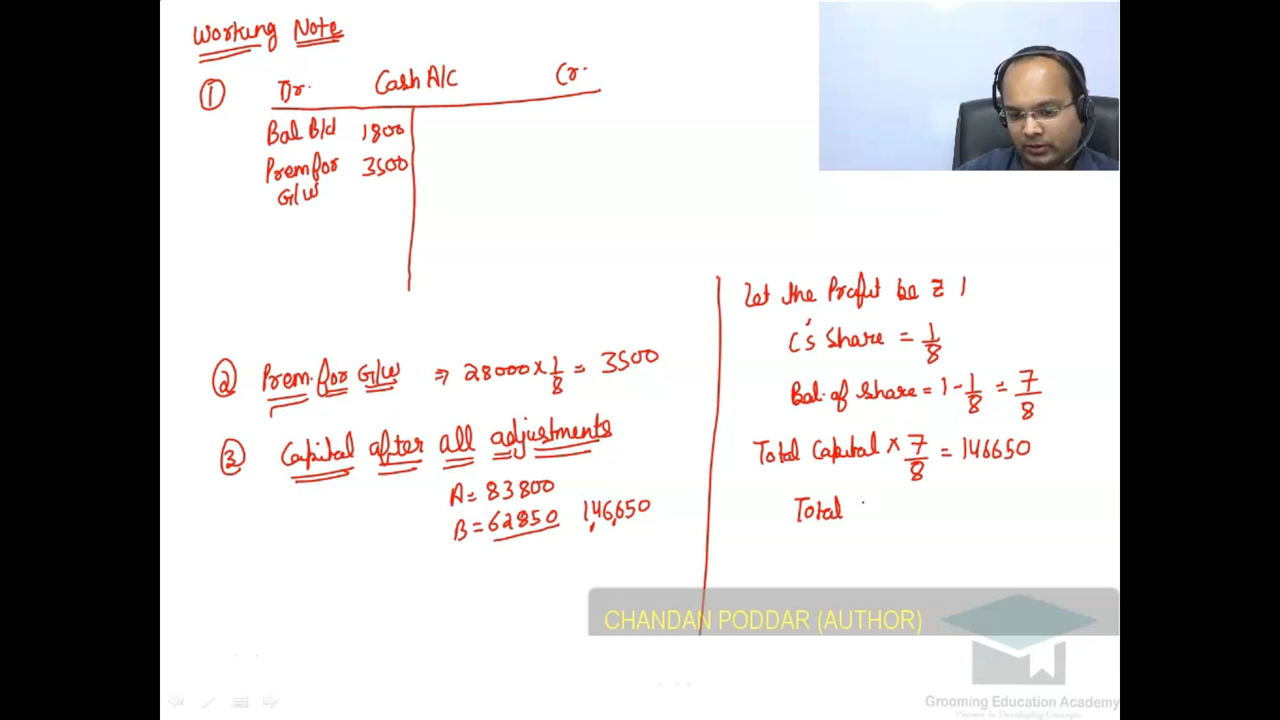 Working Note
① Dr. Cash A/C Cr.
Bal B/d 1800
Prem for 3500
G/W
② Prem. for G/W ⇒ 28000 × 1/8 = 3500
③ Capital after all adjustments
A = 83800
B = 62850 146,650
Let the Profit be ₹ 1
C's Share = 1/8
Bal. of Share = 1 - 1/8 = 7/8
Total Capital × 7/8 = 146650
Total
CHANDAN PODDAR (AUTHOR)
Grooming Education Academy